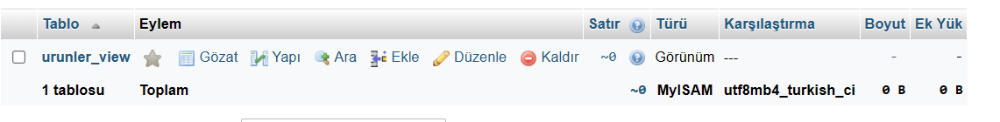 Tablo Eylem Satır Türü Karşılaştırma Boyut Ek Yük
urunler_view Gözat Yapı Ara Ekle Düzenle Kaldır ~0 Görünüm --- - -
1 tablosu Toplam ~0 MyISAM utf8mb4_turkish_ci 0 B 0 B